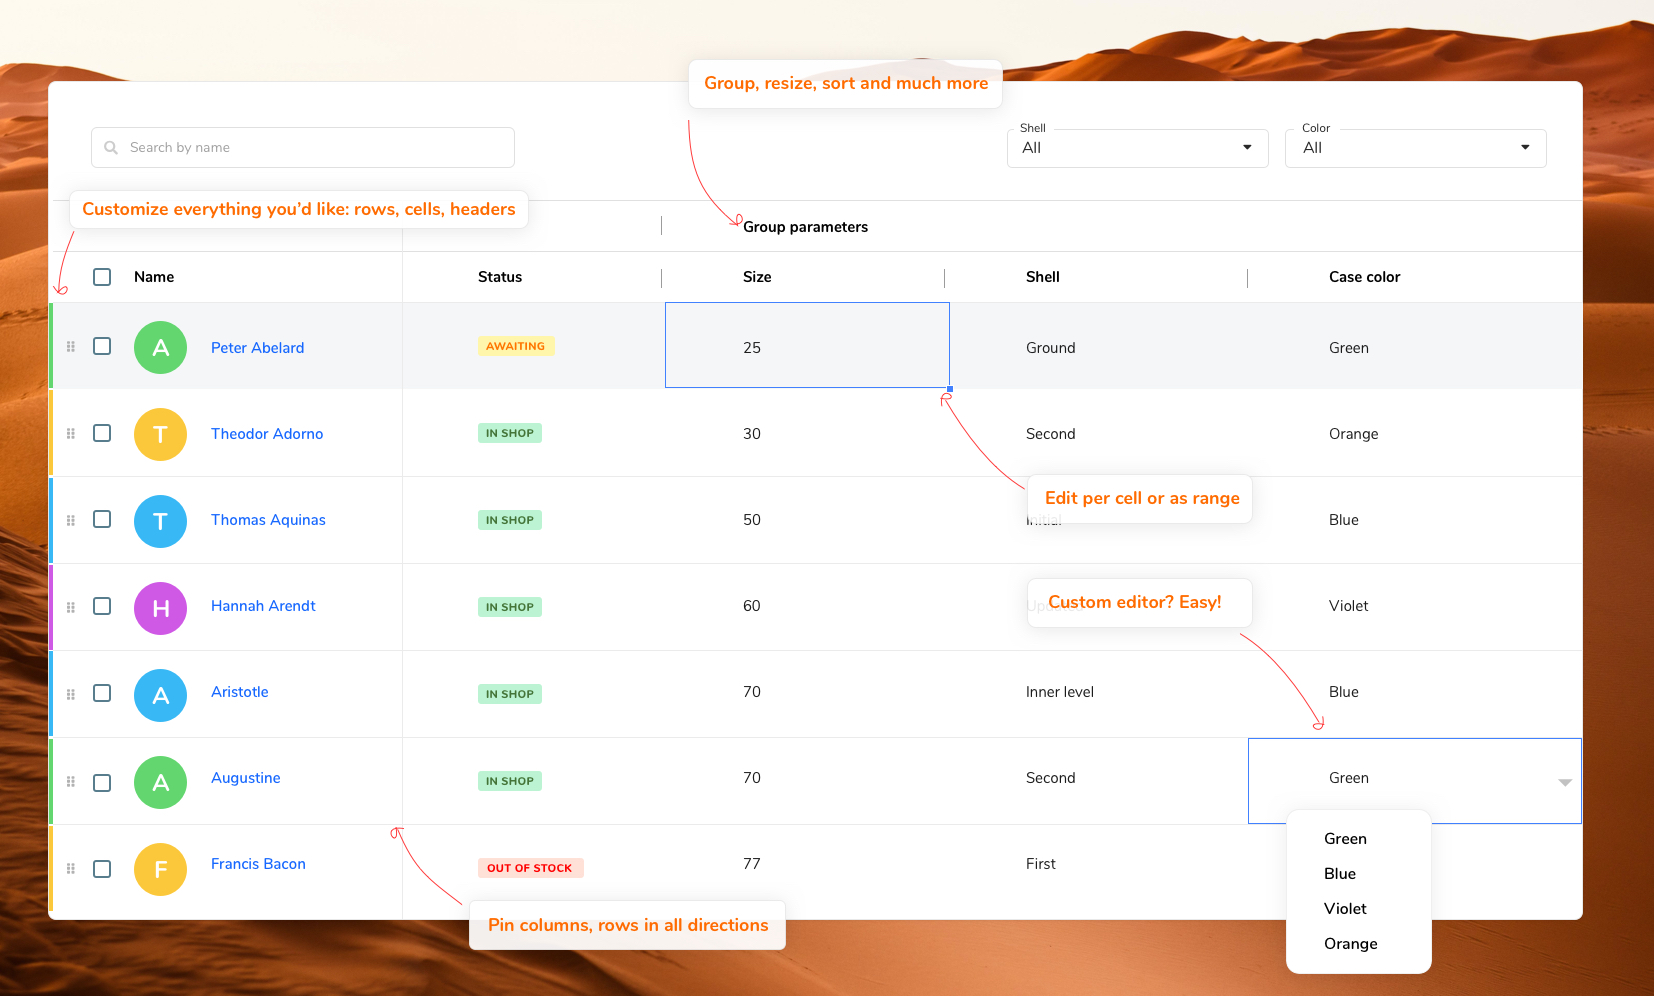 Group, resize, sort and much more
Search by name
Shell
All
Color
All
Customize everything you'd like: rows, cells, headers
Group parameters
Name Status Size Shell Case color
A Peter Abelard AWAITING 25 Ground Green
T Theodor Adorno IN SHOP 30 Second Orange
Edit per cell or as range
T Thomas Aquinas IN SHOP 50 Initial Blue
Custom editor? Easy!
H Hannah Arendt IN SHOP 60 Violet
A Aristotle IN SHOP 70 Inner level Blue
A Augustine IN SHOP 70 Second Green
F Francis Bacon OUT OF STOCK 77 First
Green
Blue
Violet
Orange
Pin columns, rows in all directions